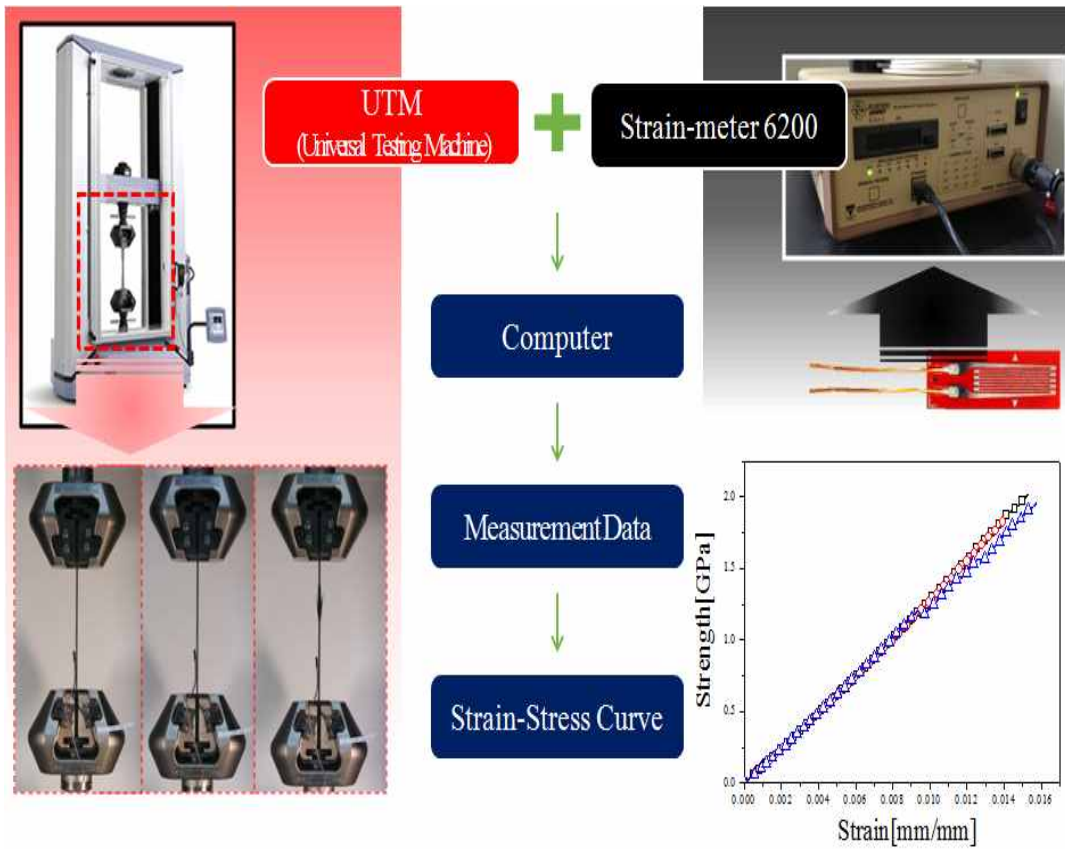 UTM
(Universal Testing Machine)
Strain-meter 6200
Computer
Measurement Data
Strain-Stress Curve
Strength[GPa]
2.0
1.5
1.0
0.5
0.0
0.000 0.002 0.004 0.006 0.008 0.010 0.012 0.014 0.016
Strain[mm/mm]